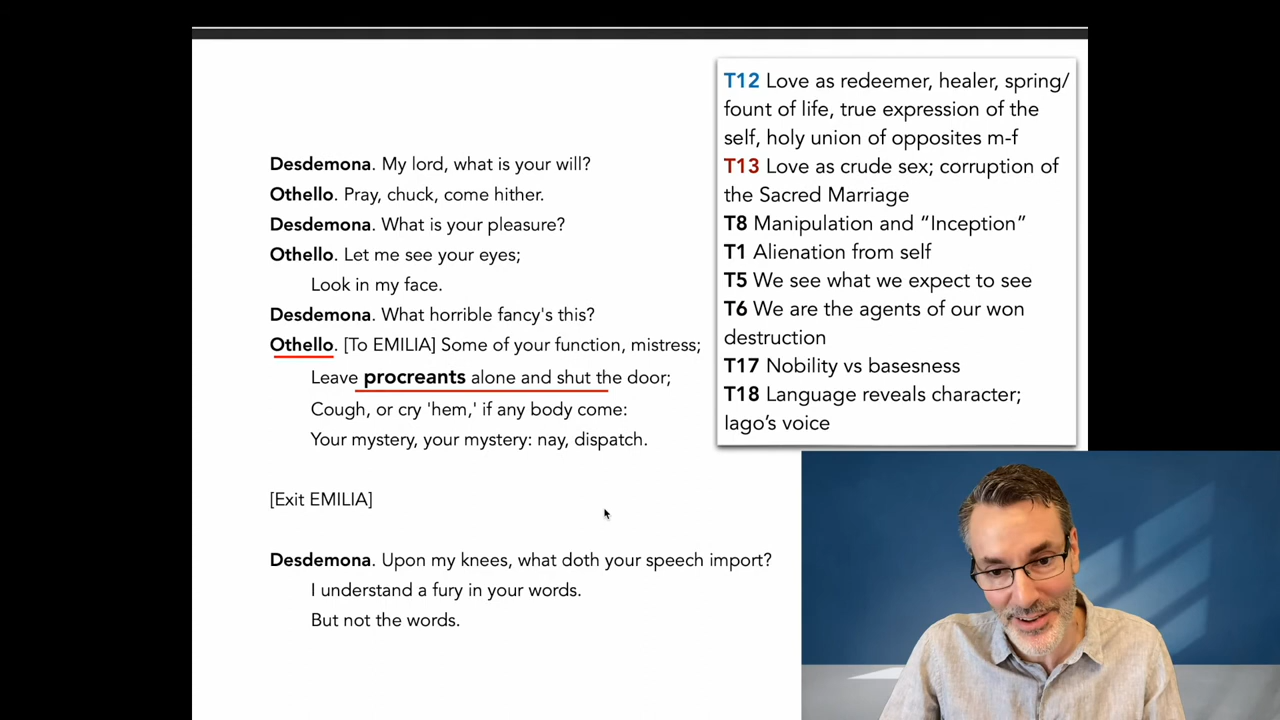 Desdemona. My lord, what is your will?
Othello. Pray, chuck, come hither.
Desdemona. What is your pleasure?
Othello. Let me see your eyes;
Look in my face.
Desdemona. What horrible fancy's this?
Othello. [To EMILIA] Some of your function, mistress;
Leave procreants alone and shut the door;
Cough, or cry 'hem,' if any body come:
Your mystery, your mystery: nay, dispatch.
[Exit EMILIA]
Desdemona. Upon my knees, what doth your speech import?
I understand a fury in your words.
But not the words.
T12 Love as redeemer, healer, spring/
fount of life, true expression of the
self, holy union of opposites m-f
T13 Love as crude sex; corruption of
the Sacred Marriage
T8 Manipulation and “Inception”
T1 Alienation from self
T5 We see what we expect to see
T6 We are the agents of our won
destruction
T17 Nobility vs basesness
T18 Language reveals character;
Iago’s voice